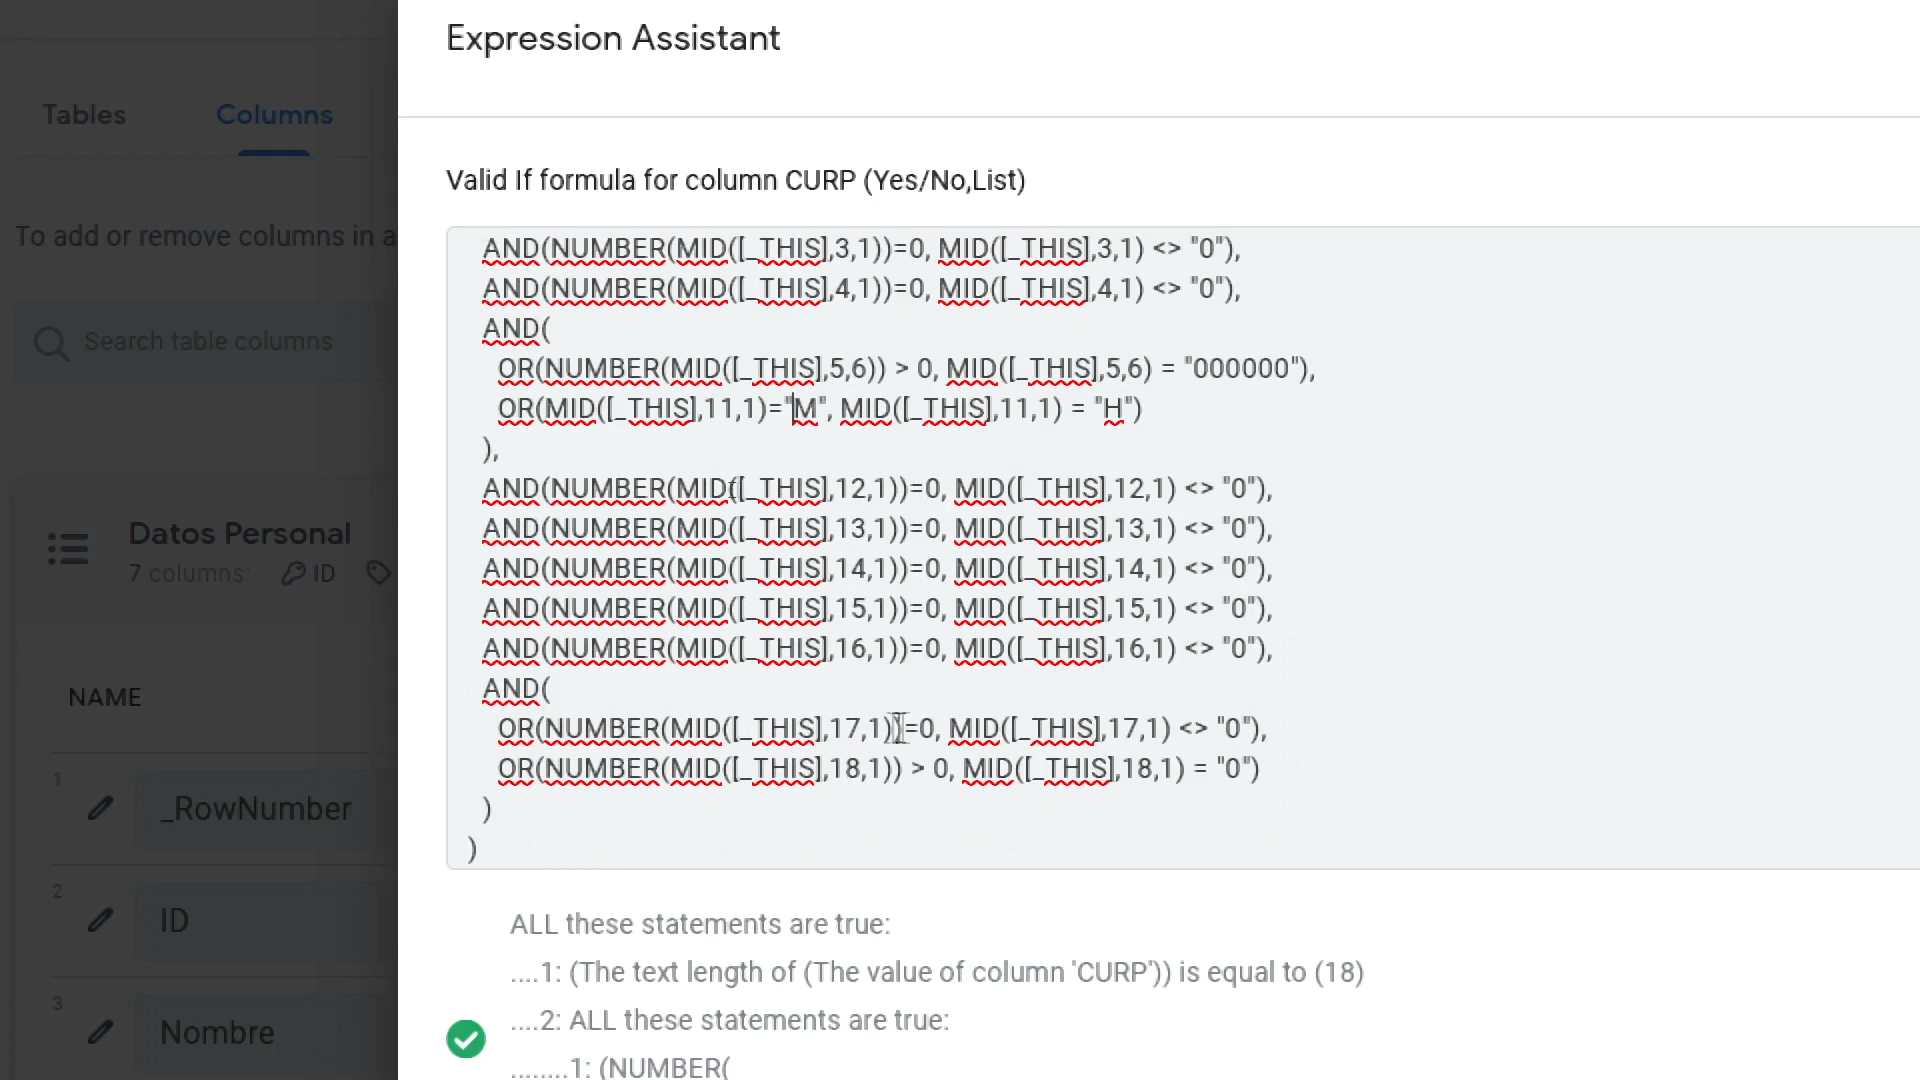 Expression Assistant
Tables
Columns
Valid If formula for column CURP (Yes/No,List)
To add or remove columns in a
Search table columns
AND(NUMBER(MID([_THIS],3,1))=0, MID([_THIS],3,1) <> "0"),
AND(NUMBER(MID([_THIS],4,1))=0, MID([_THIS],4,1) <> "0"),
AND(
OR(NUMBER(MID([_THIS],5,6)) > 0, MID([_THIS],5,6) = "000000"),
OR(MID([_THIS],11,1)="M", MID([_THIS],11,1) = "H")
),
AND(NUMBER(MID([_THIS],12,1))=0, MID([_THIS],12,1) <> "0"),
AND(NUMBER(MID([_THIS],13,1))=0, MID([_THIS],13,1) <> "0"),
AND(NUMBER(MID([_THIS],14,1))=0, MID([_THIS],14,1) <> "0"),
AND(NUMBER(MID([_THIS],15,1))=0, MID([_THIS],15,1) <> "0"),
AND(NUMBER(MID([_THIS],16,1))=0, MID([_THIS],16,1) <> "0"),
AND(
OR(NUMBER(MID([_THIS],17,1))=0, MID([_THIS],17,1) <> "0"),
OR(NUMBER(MID([_THIS],18,1)) > 0, MID([_THIS],18,1) = "0")
)
)
Datos Personal
7 columns: ID
NAME
1 _RowNumber
2 ID
3 Nombre
ALL these statements are true:
....1: (The text length of (The value of column 'CURP')) is equal to (18)
....2: ALL these statements are true:
........1: (NUMBER(